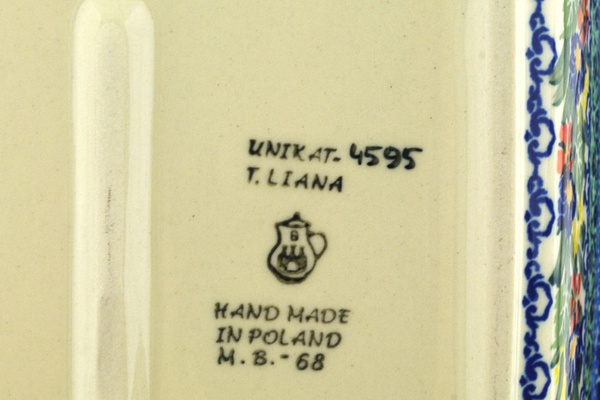 UNIKAT- 4595
T. LIANA
HAND MADE
IN POLAND
M. B. - 68